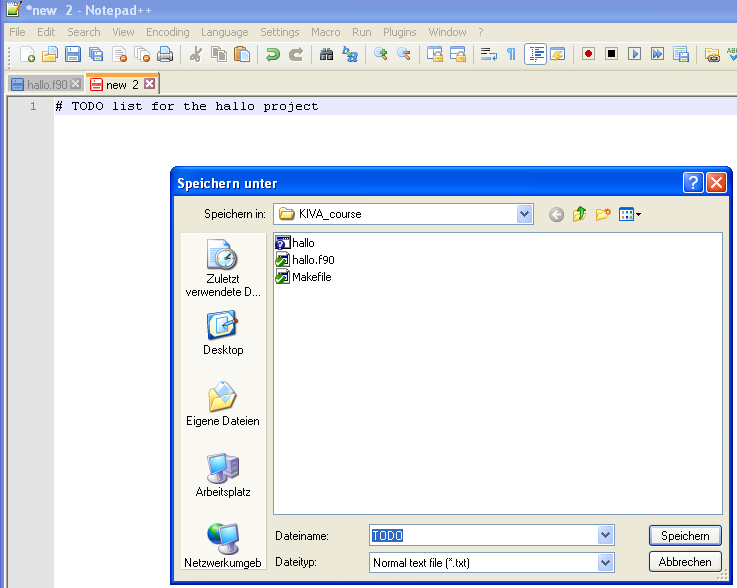 *new 2 - Notepad++
File Edit Search View Encoding Language Settings Macro Run Plugins Window ?
hallo.f90 new 2
1 # TODO list for the hallo project
Speichern unter
Speichern in: KIVA_course
hallo
hallo.f90
Makefile
Zuletzt
verwendete D...
Desktop
Eigene Dateien
Arbeitsplatz
Netzwerkumgeb
Dateiname: TODO Speichern
Dateityp: Normal text file (*.txt) Abbrechen